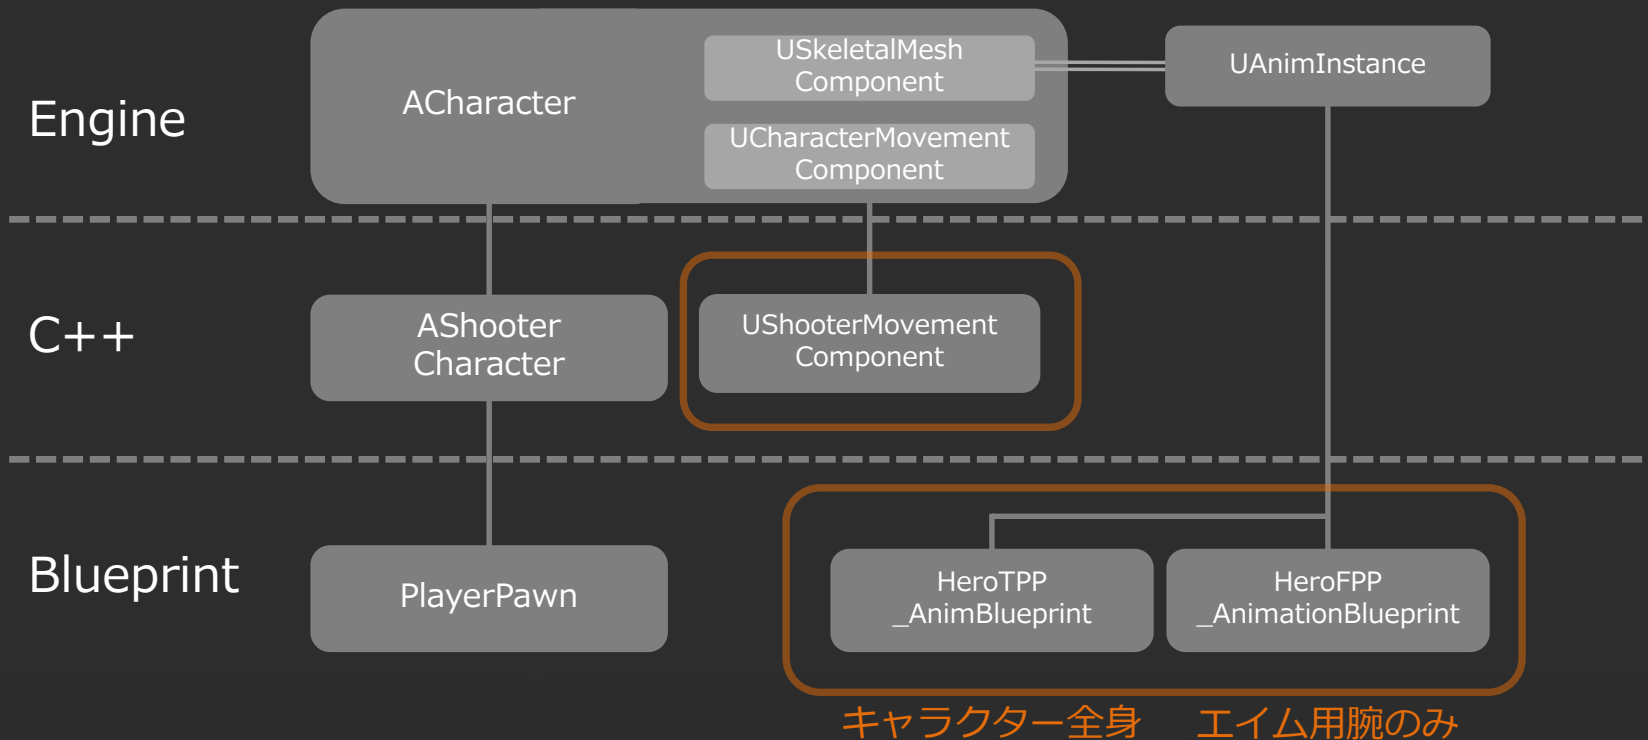 Engine
ACharacter
USkeletalMesh
Component
UCharacterMovement
Component
UAnimInstance
C++
AShooter
Character
UShooterMovement
Component
Blueprint
PlayerPawn
HeroTPP
_AnimBlueprint
HeroFPP
_AnimationBlueprint
キャラクター全身
エイム用腕のみ